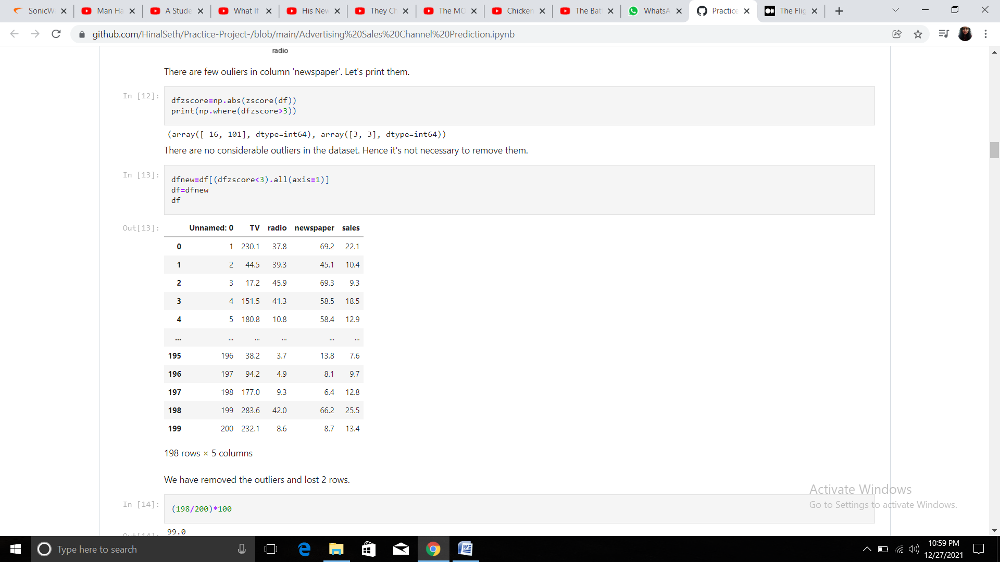 SonicW
Man Ha
A Stude
What If
His New
They Ch
The MC
Chicken
The Bat
WhatsA
Practice
The Flig
github.com/HinalSeth/Practice-Project-/blob/main/Advertising%20Sales%20Channel%20Prediction.ipynb
radio
There are few ouliers in column 'newspaper'. Let's print them.
In [12]:
dfzscore=np.abs(zscore(df))
print(np.where(dfzscore>3))
(array([ 16, 101], dtype=int64), array([3, 3], dtype=int64))
There are no considerable outliers in the dataset. Hence it's not necessary to remove them.
In [13]:
dfnew=df[(dfzscore<3).all(axis=1)]
df=dfnew
df
Out[13]:
Unnamed: 0 TV radio newspaper sales
0 1 230.1 37.8 69.2 22.1
1 2 44.5 39.3 45.1 10.4
2 3 17.2 45.9 69.3 9.3
3 4 151.5 41.3 58.5 18.5
4 5 180.8 10.8 58.4 12.9
... ... ... ... ... ...
195 196 38.2 3.7 13.8 7.6
196 197 94.2 4.9 8.1 9.7
197 198 177.0 9.3 6.4 12.8
198 199 283.6 42.0 66.2 25.5
199 200 232.1 8.6 8.7 13.4
198 rows × 5 columns
We have removed the outliers and lost 2 rows.
In [14]:
(198/200)*100
Out[14]:
99.0
Activate Windows
Go to Settings to activate Windows.
Type here to search
10:59 PM
12/27/2021